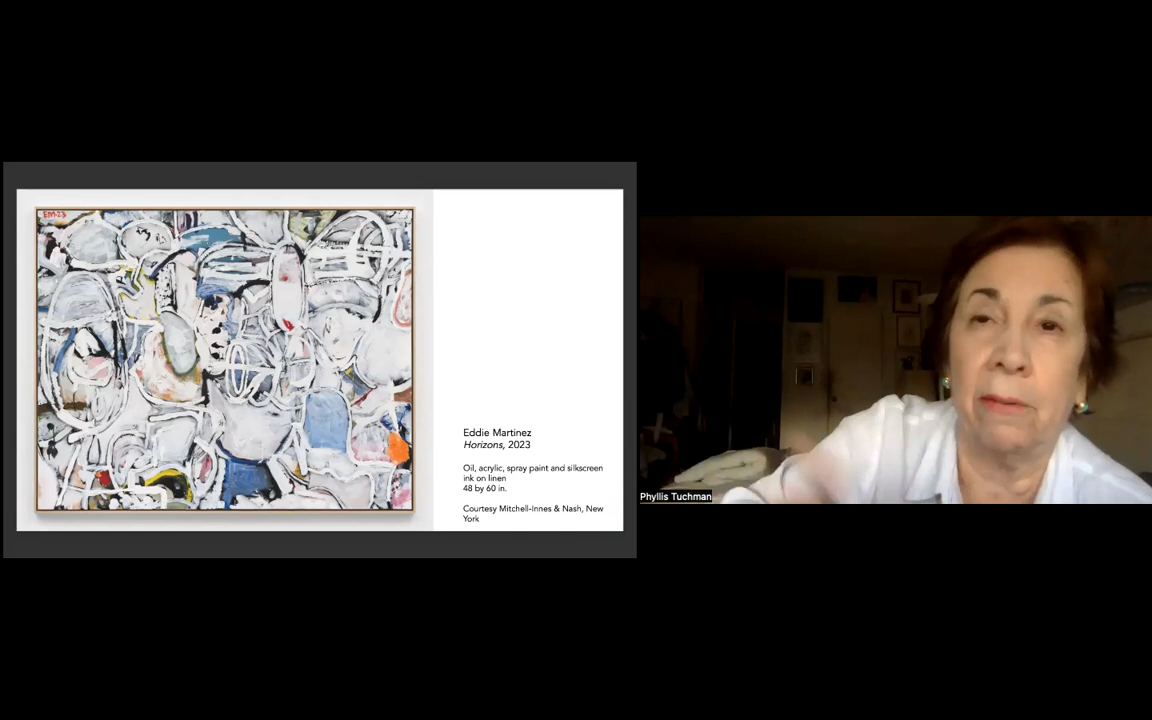 EM.23
Eddie Martinez
Horizons, 2023
Oil, acrylic, spray paint and silkscreen
ink on linen
48 by 60 in.
Courtesy Mitchell-Innes & Nash, New
York
Phyllis Tuchman